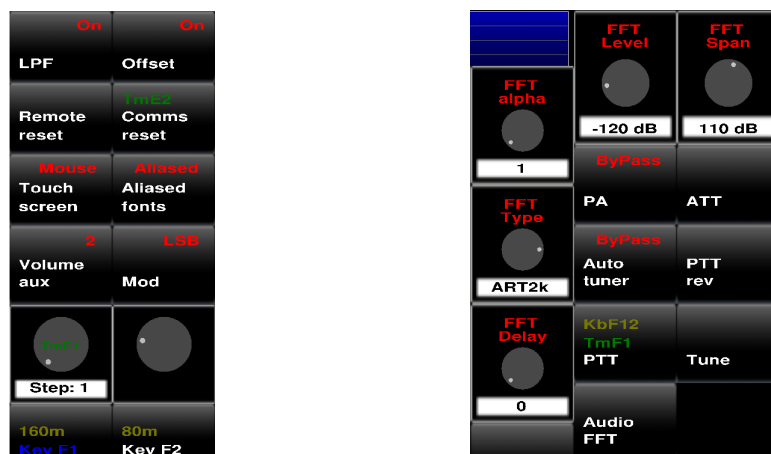 On
LPF
On
Offset
Remote
reset
TmE2
Comms
reset
Mouse
Touch
screen
Aliased
Aliased
fonts
2
Volume
aux
LSB
Mod
Step: 1
160m
Key F1
80m
Key F2
FFT
alpha
1
FFT
Type
ART2k
FFT
Delay
0
FFT
Level
-120 dB
FFT
Span
110 dB
ByPass
PA
ATT
ByPass
Auto
tuner
PTT
rev
KbF12
TmF1
PTT
Tune
Audio
FFT